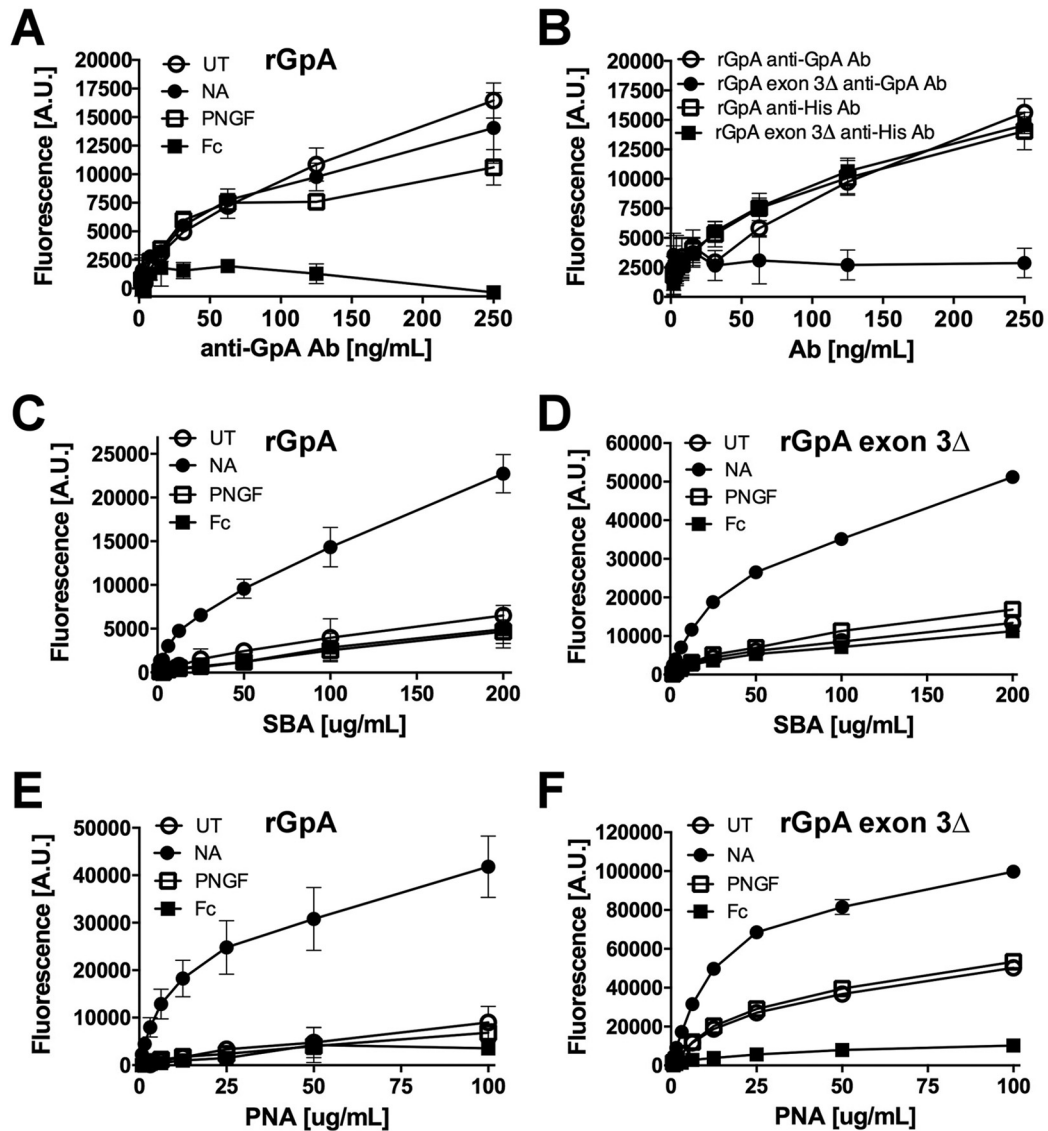 A
rGpA
Fluorescence [A.U.]
20000
17500
15000
12500
10000
7500
5000
2500
0
UT
NA
PNGF
Fc
0 50 100 150 200 250
anti-GpA Ab [ng/mL]
B
Fluorescence [A.U.]
20000
17500
15000
12500
10000
7500
5000
2500
0
rGpA anti-GpA Ab
rGpA exon 3Δ anti-GpA Ab
rGpA anti-His Ab
rGpA exon 3Δ anti-His Ab
0 50 100 150 200 250
Ab [ng/mL]
C
rGpA
Fluorescence [A.U.]
25000
20000
15000
10000
5000
0
UT
NA
PNGF
Fc
0 50 100 150 200
SBA [ug/mL]
D
rGpA exon 3Δ
Fluorescence [A.U.]
60000
50000
40000
30000
20000
10000
0
UT
NA
PNGF
Fc
0 50 100 150 200
SBA [ug/mL]
E
rGpA
Fluorescence [A.U.]
50000
40000
30000
20000
10000
0
UT
NA
PNGF
Fc
0 25 50 75 100
PNA [ug/mL]
F
rGpA exon 3Δ
Fluorescence [A.U.]
120000
100000
80000
60000
40000
20000
0
UT
NA
PNGF
Fc
0 25 50 75 100
PNA [ug/mL]